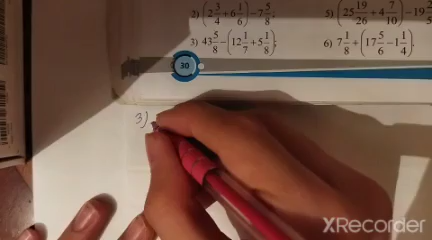 2) (2 3/4 + 6 1/6) − 7 5/8
5) (25 19/26 + 4 7/10) − 19 2/5
3) 43 5/8 − (12 1/7 + 5 1/8);
6) 7 1/8 + (17 5/6 − 1 1/4).
30
3)
XRecorder